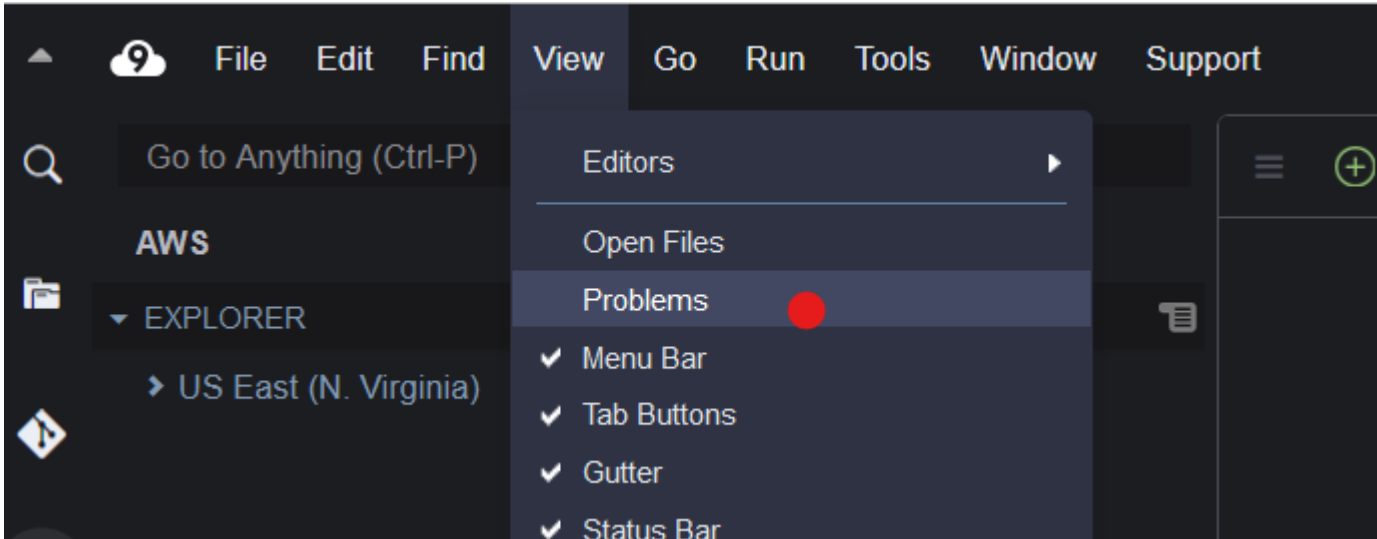 9 File Edit Find View Go Run Tools Window Support
Go to Anything (Ctrl-P)
AWS
EXPLORER
US East (N. Virginia)
Editors
Open Files
Problems
Menu Bar
Tab Buttons
Gutter
Status Bar